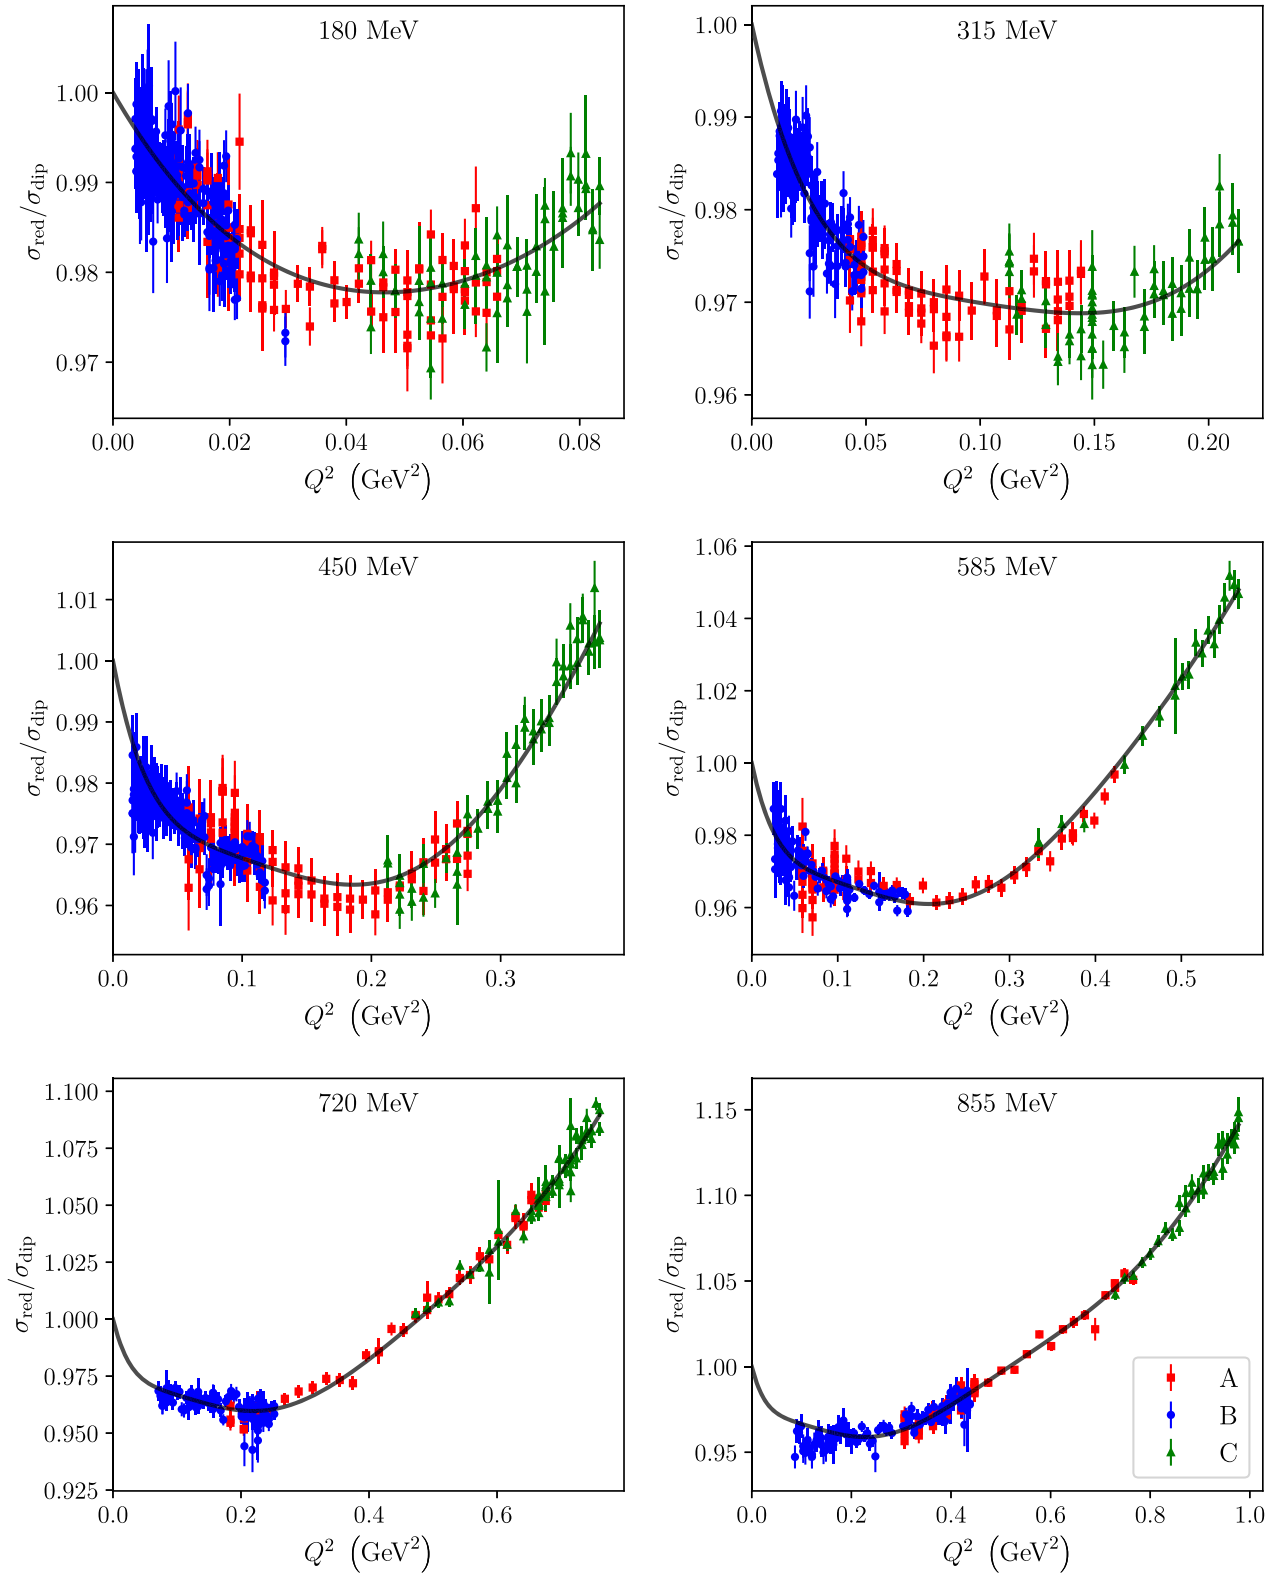 180 MeV
1.00
0.99
0.98
0.97
σred/σdip
0.00 0.02 0.04 0.06 0.08
Q² (GeV²)
315 MeV
1.00
0.99
0.98
0.97
0.96
σred/σdip
0.00 0.05 0.10 0.15 0.20
Q² (GeV²)
450 MeV
1.01
1.00
0.99
0.98
0.97
0.96
σred/σdip
0.0 0.1 0.2 0.3
Q² (GeV²)
585 MeV
1.06
1.04
1.02
1.00
0.98
0.96
σred/σdip
0.0 0.1 0.2 0.3 0.4 0.5
Q² (GeV²)
720 MeV
1.100
1.075
1.050
1.025
1.000
0.975
0.950
0.925
σred/σdip
0.0 0.2 0.4 0.6
Q² (GeV²)
855 MeV
1.15
1.10
1.05
1.00
0.95
σred/σdip
A
B
C
0.0 0.2 0.4 0.6 0.8 1.0
Q² (GeV²)